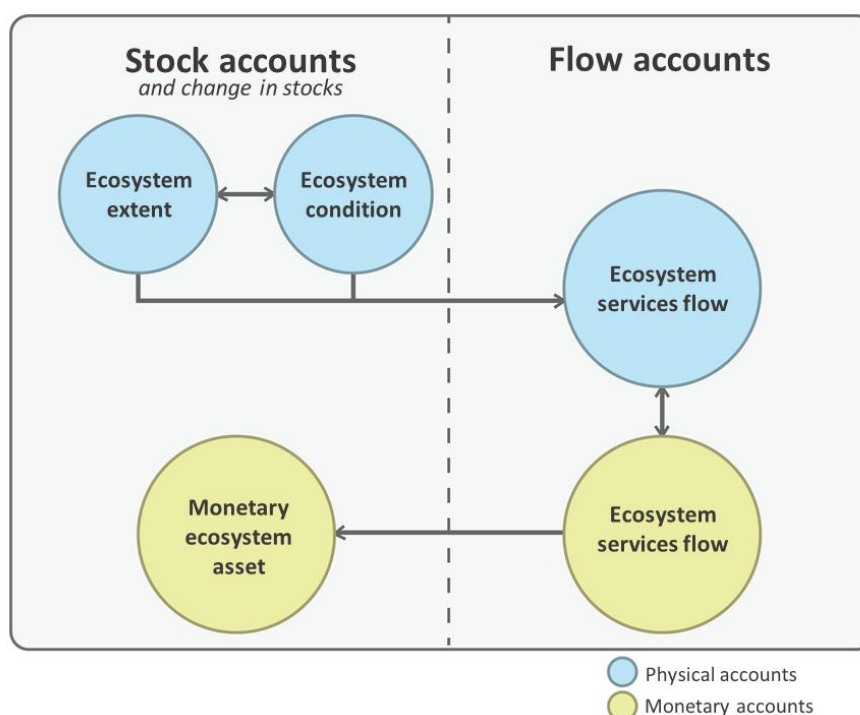 Stock accounts
and change in stocks
Flow accounts
Ecosystem
extent
Ecosystem
condition
Ecosystem
services flow
Monetary
ecosystem
asset
Ecosystem
services flow
Physical accounts
Monetary accounts